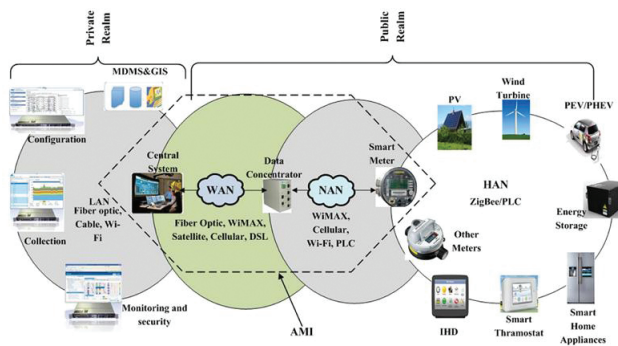 Private
Realm
Public
Realm
MDMS&GIS
Configuration
Collection
Monitoring and
security
LAN
Fiber optic,
Cable, Wi-
Fi
Central
System
WAN
Fiber Optic, WiMAX,
Satellite, Cellular, DSL
Data
Concentrator
NAN
WiMAX,
Cellular,
Wi-Fi, PLC
Smart
Meter
AMI
PV
Wind
Turbine
PEV/PHEV
HAN
ZigBee/PLC
Energy
Storage
Other
Meters
IHD
Smart
Thramostat
Smart
Home
Appliances